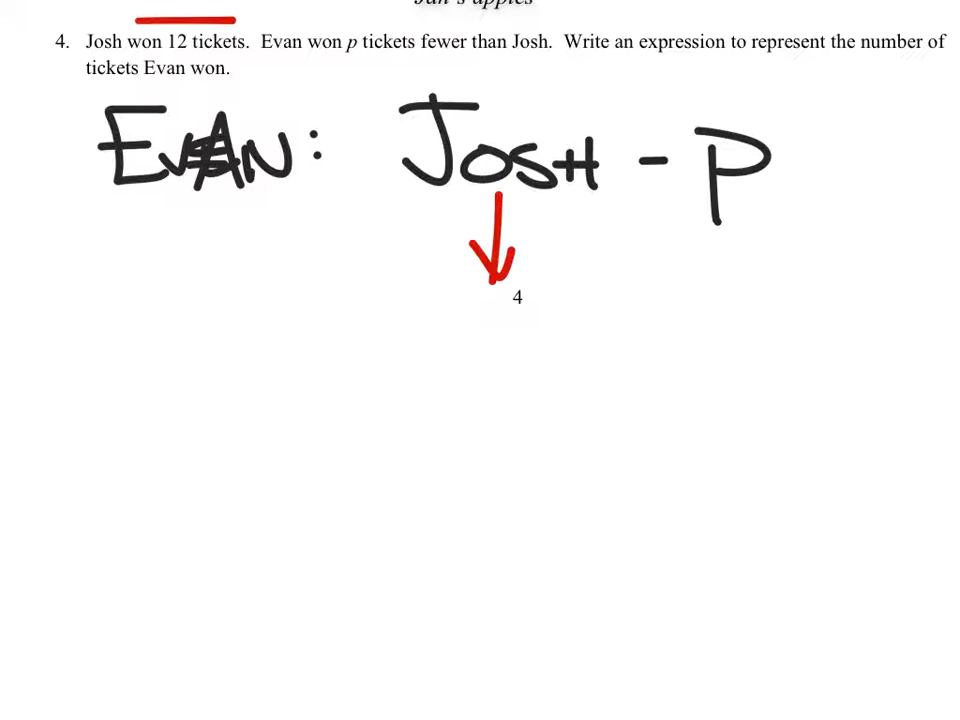 4. Josh won 12 tickets. Evan won p tickets fewer than Josh. Write an expression to represent the number of
tickets Evan won.
EVAN: JOSH - P
4